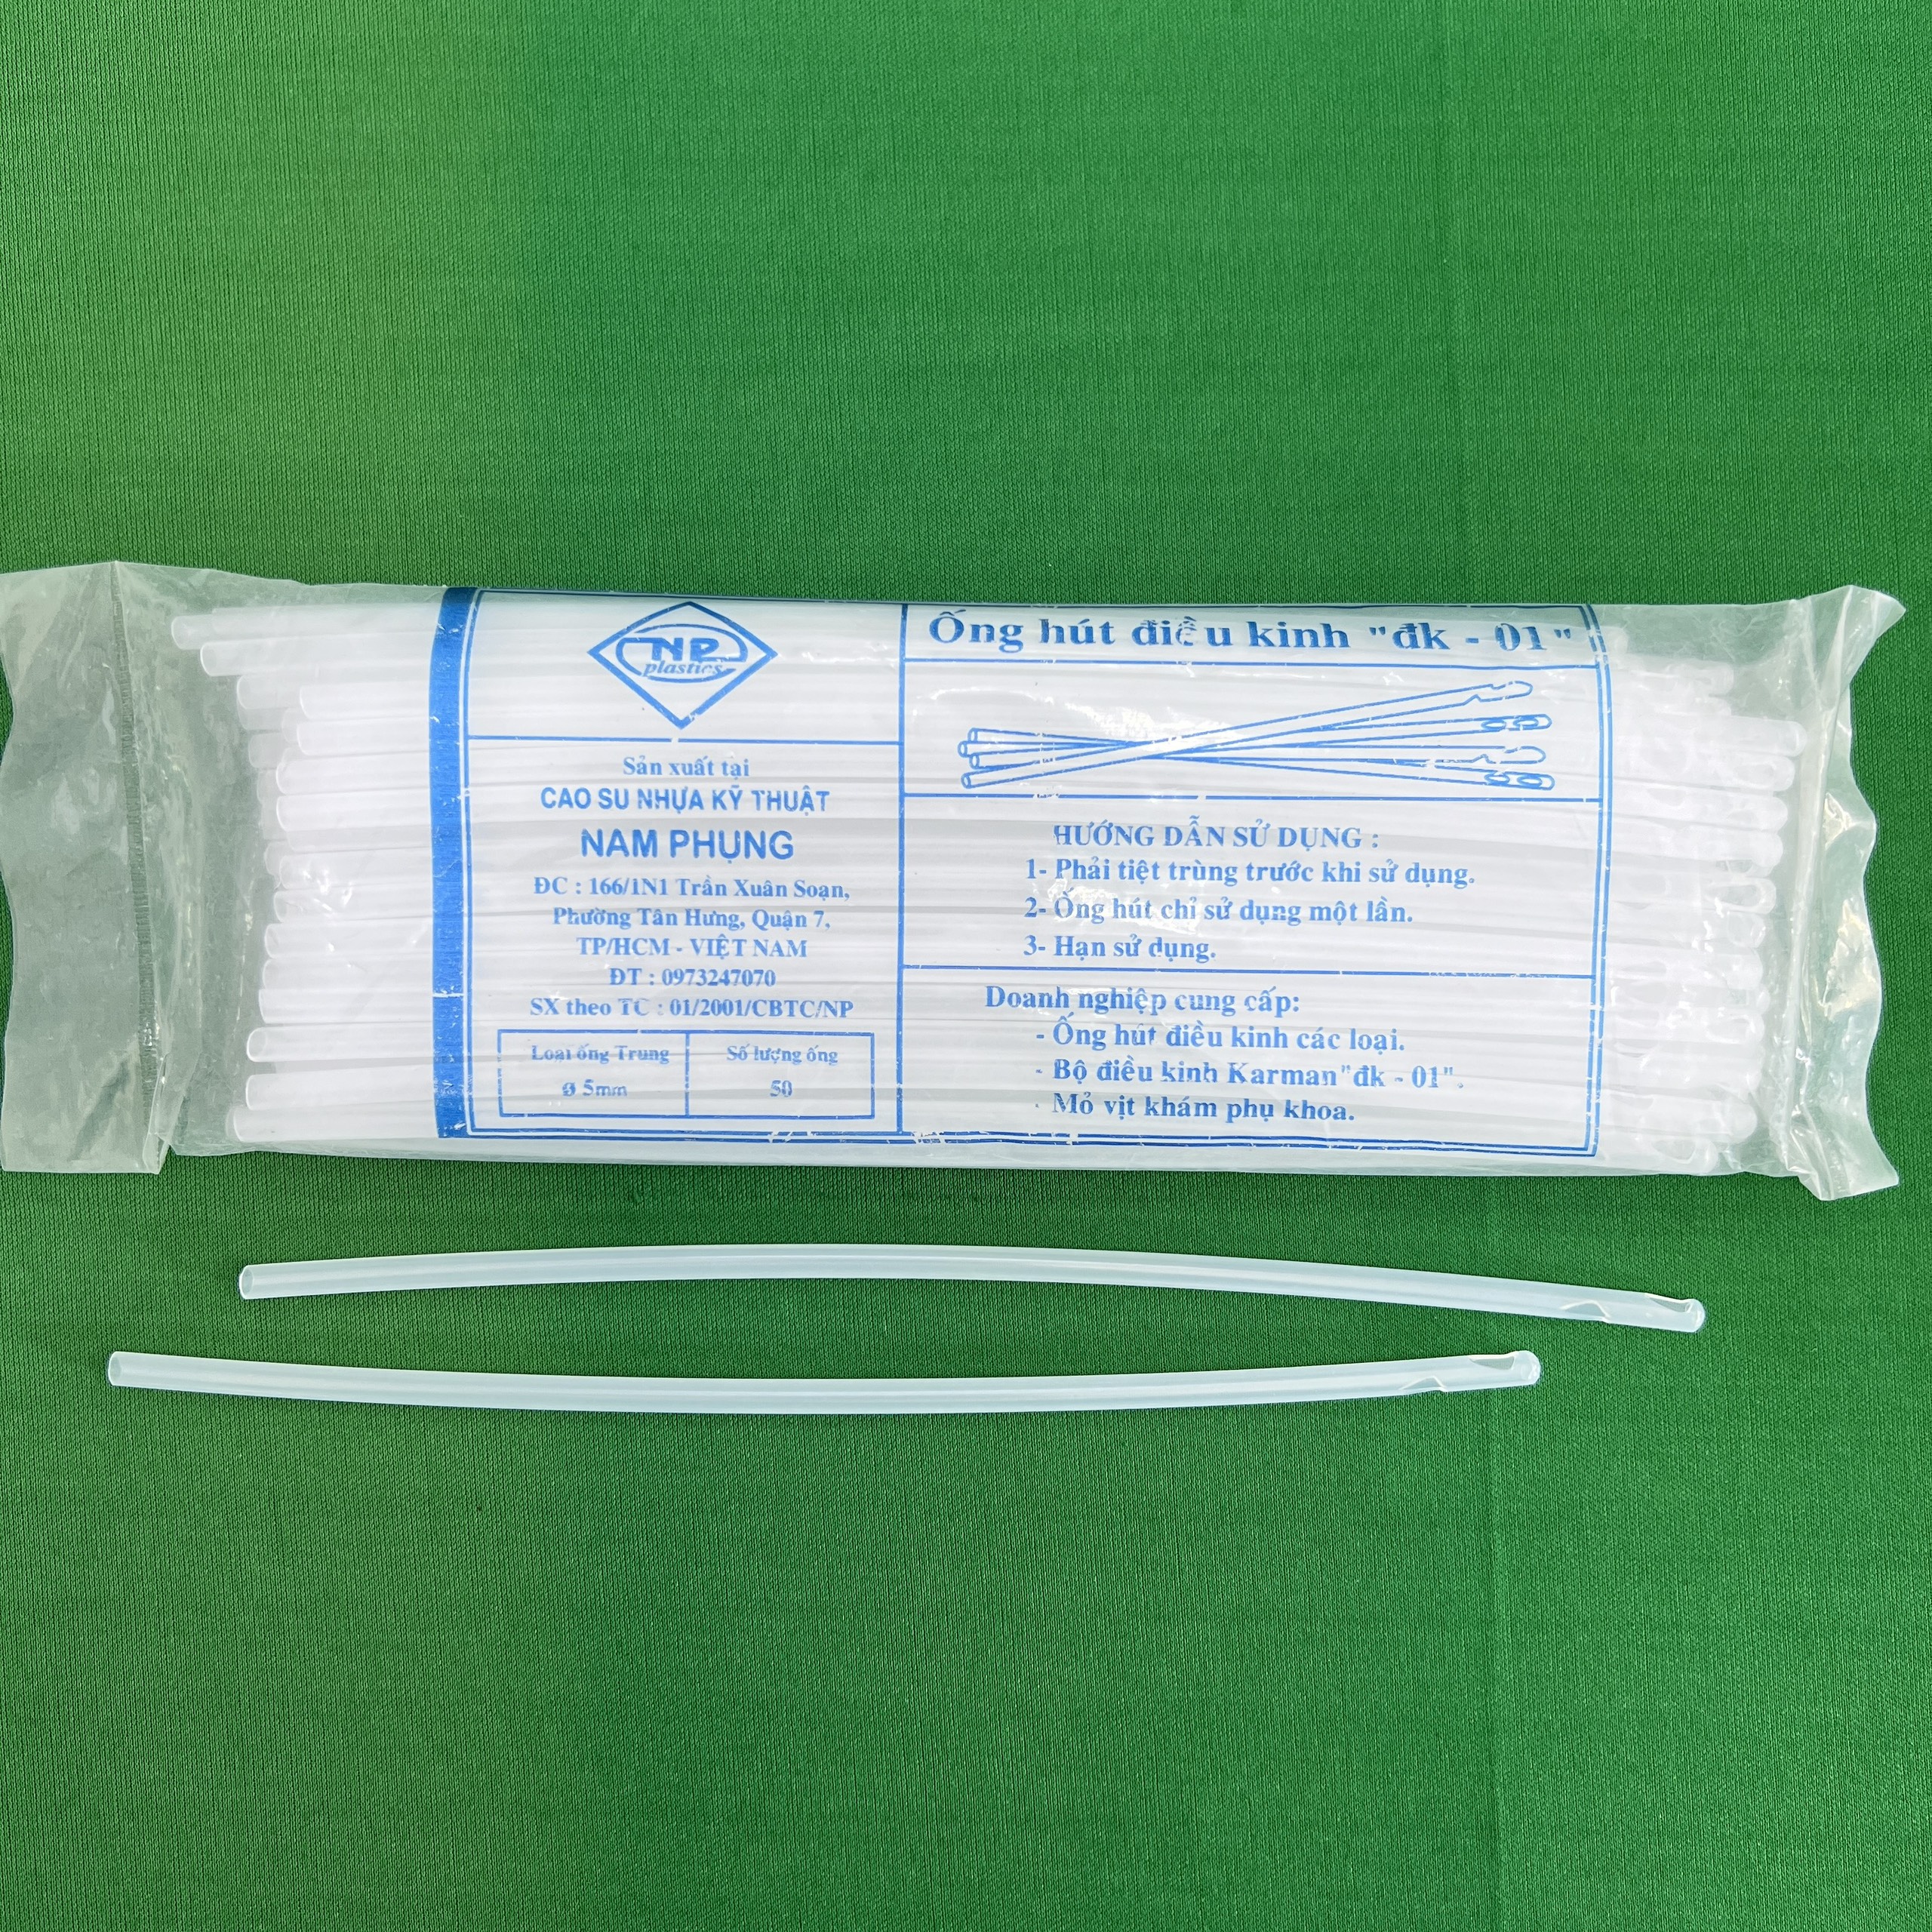 NP
plastics
Sản xuất tại
CAO SU NHỰA KỸ THUẬT
NAM PHỤNG
ĐC : 166/1N1 Trần Xuân Soạn,
Phường Tân Hưng, Quận 7,
TP/HCM - VIỆT NAM
ĐT : 0973247070
SX theo TC : 01/2001/CBTC/NP
Loại ống Trung
Số lượng ống
ø 5mm
50
Ống hút điều kinh "đk - 01"
HƯỚNG DẪN SỬ DỤNG :
1- Phải tiệt trùng trước khi sử dụng.
2- Ống hút chỉ sử dụng một lần.
3- Hạn sử dụng.
Doanh nghiệp cung cấp:
- Ống hút điều kinh các loại.
- Bộ điều kinh Karman "đk - 01".
- Mỏ vịt khám phụ khoa.